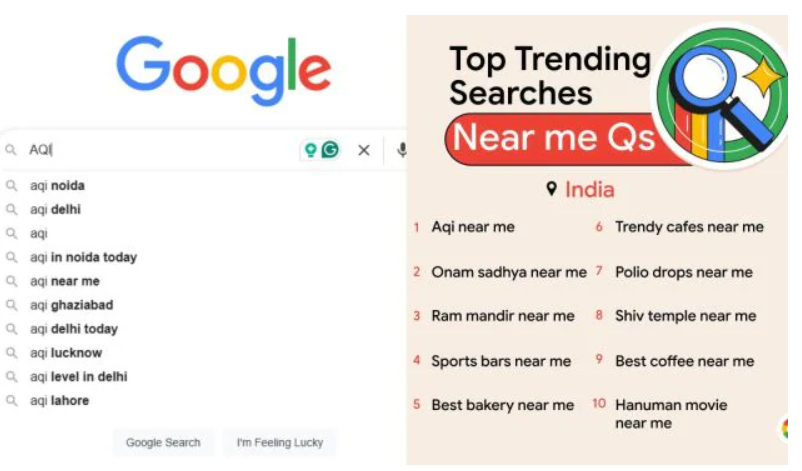 Google
AQI
aqi noida
aqi delhi
aqi
aqi in noida today
aqi near me
aqi ghaziabad
aqi delhi today
aqi lucknow
aqi level in delhi
aqi lahore
Google Search
I'm Feeling Lucky
Top Trending
Searches
Near me Qs
India
1 Aqi near me
2 Onam sadhya near me
3 Ram mandir near me
4 Sports bars near me
5 Best bakery near me
6 Trendy cafes near me
7 Polio drops near me
8 Shiv temple near me
9 Best coffee near me
10 Hanuman movie
near me